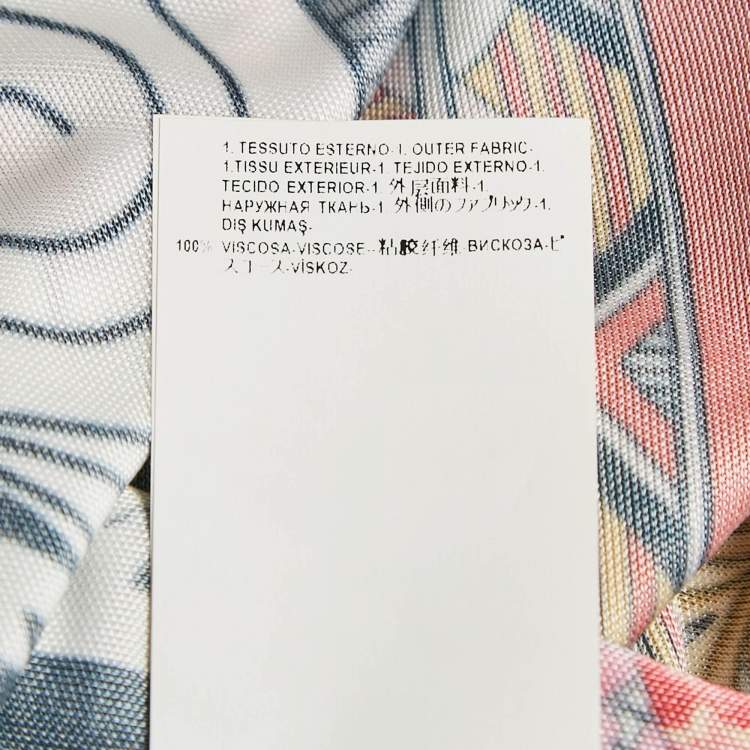 1. TESSUTO ESTERNO-1. OUTER FABRIC-
1.TISSU EXTERIEUR-1. TEJIDO EXTERNO-1.
TECIDO EXTERIOR-1. 外层面料-1.
НАРУЖНАЯ ТКАНЬ-1. 外側のファブリック-1.
DIŞ KUMAŞ-
100% VISCOSA-VISCOSE--粘胶纤维-ВИСКОЗА-ビ
スコース-VİSKOZ-